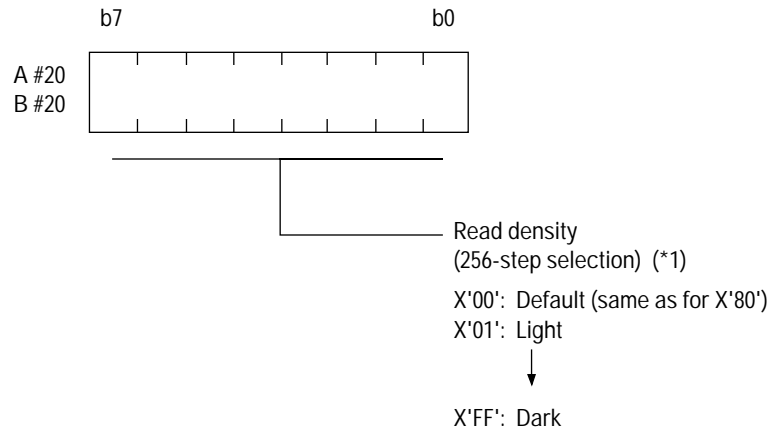 b7 b0
A #20
B #20
Read density
(256-step selection) (*1)
X'00': Default (same as for X'80')
X'01': Light
X'FF': Dark